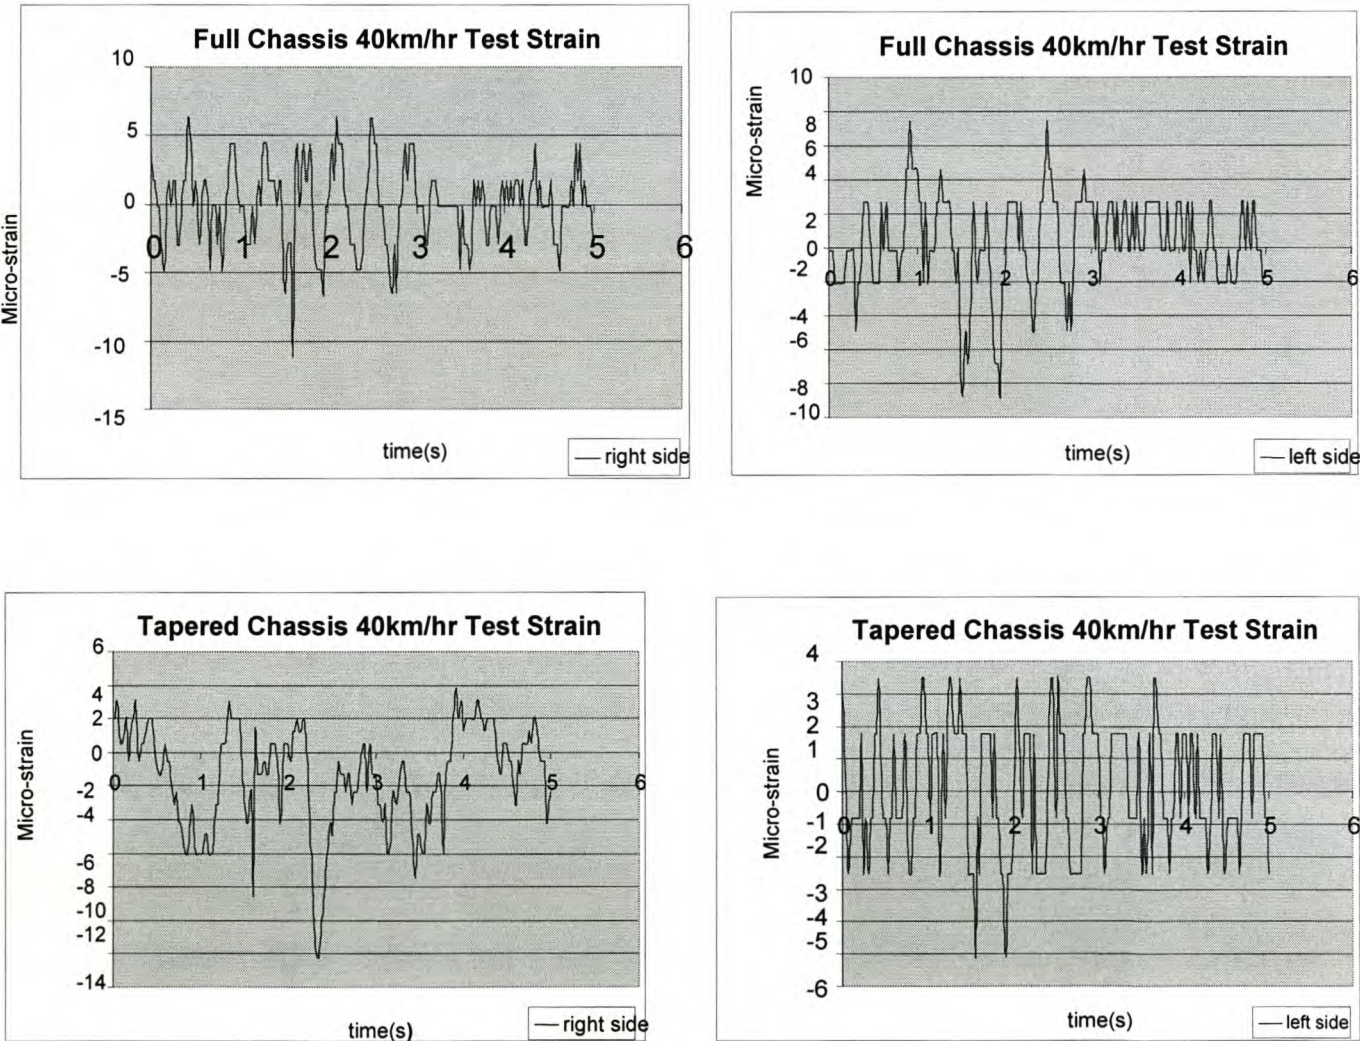 Full Chassis 40km/hr Test Strain
10
5
0
-5
-10
-15
Micro-strain
0 1 2 3 4 5 6
time(s)
right side
Full Chassis 40km/hr Test Strain
10
8
6
4
2
0
-2
-4
-6
-8
-10
Micro-strain
0 1 2 3 4 5 6
time(s)
left side
Tapered Chassis 40km/hr Test Strain
6
4
2
0
-2
-4
-6
-8
-10
-12
-14
Micro-strain
0 1 2 3 4 5 6
time(s)
right side
Tapered Chassis 40km/hr Test Strain
4
3
2
1
0
-1
-2
-3
-4
-5
-6
Micro-strain
0 1 2 3 4 5 6
time(s)
left side